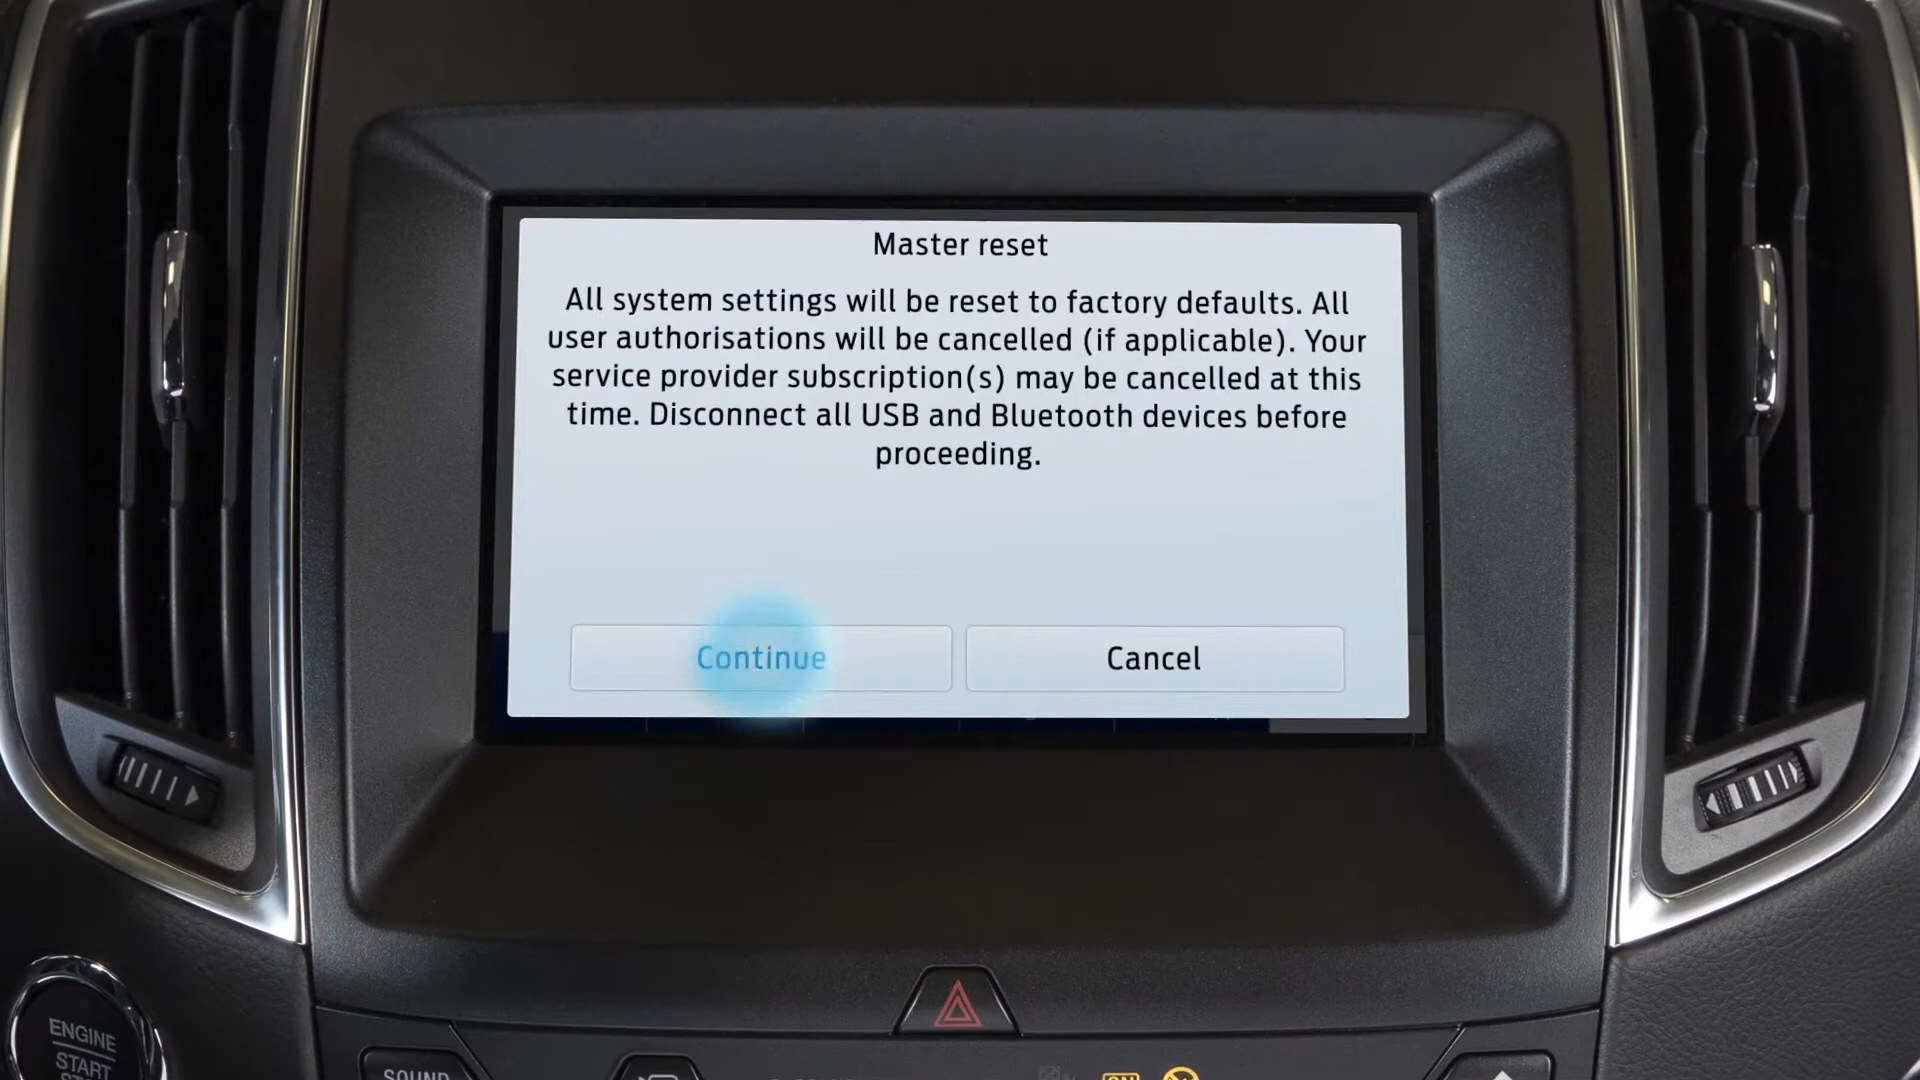 Master reset
All system settings will be reset to factory defaults. All
user authorisations will be cancelled (if applicable). Your
service provider subscription(s) may be cancelled at this
time. Disconnect all USB and Bluetooth devices before
proceeding.
Continue
Cancel
ENGINE
START
SOUND